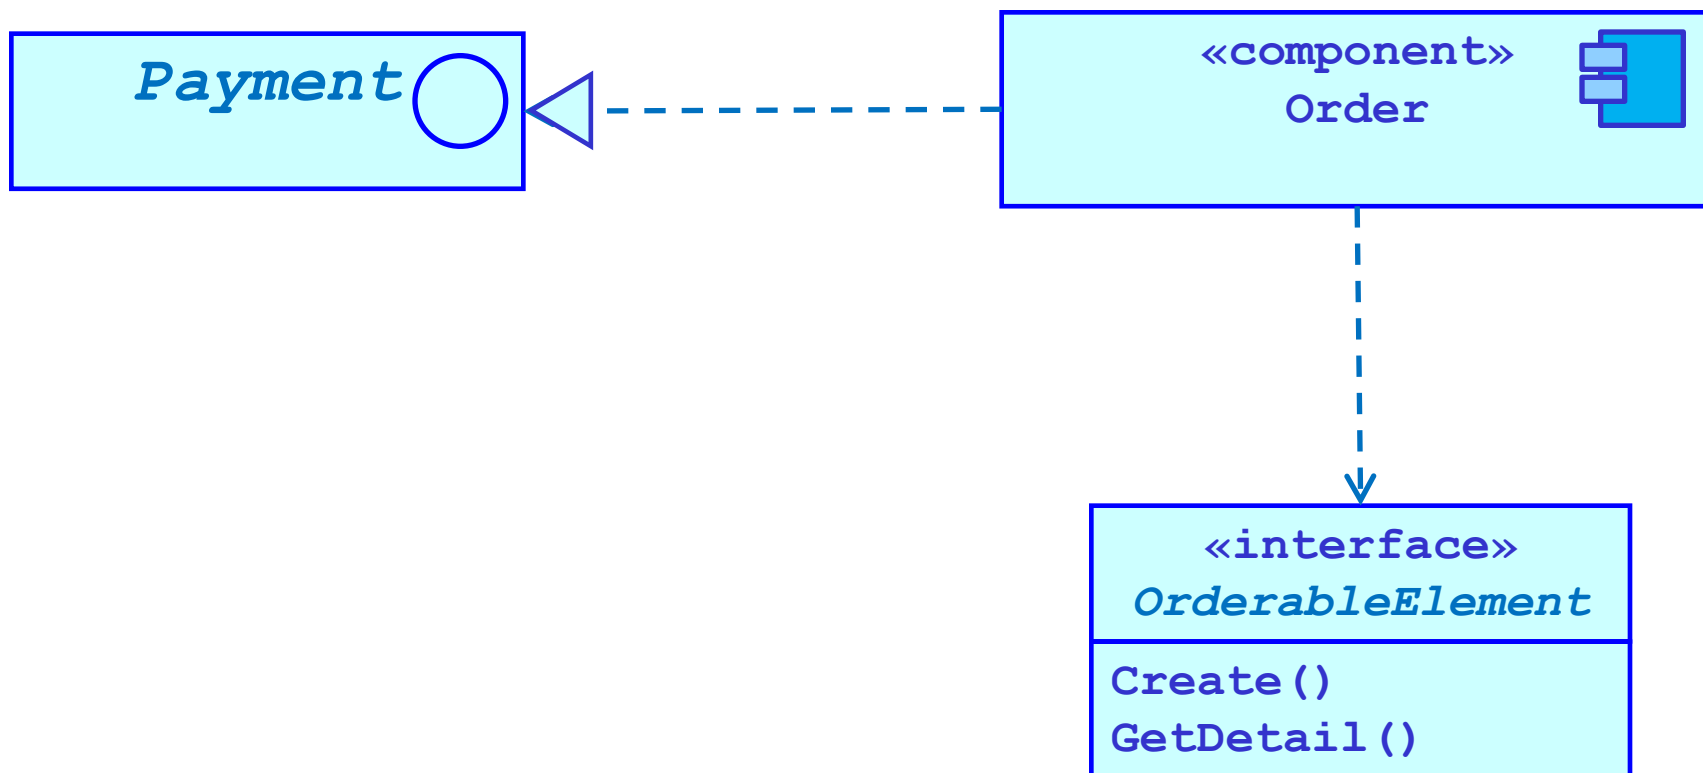 Payment
«component»
Order
«interface»
OrderableElement
Create()
GetDetail()